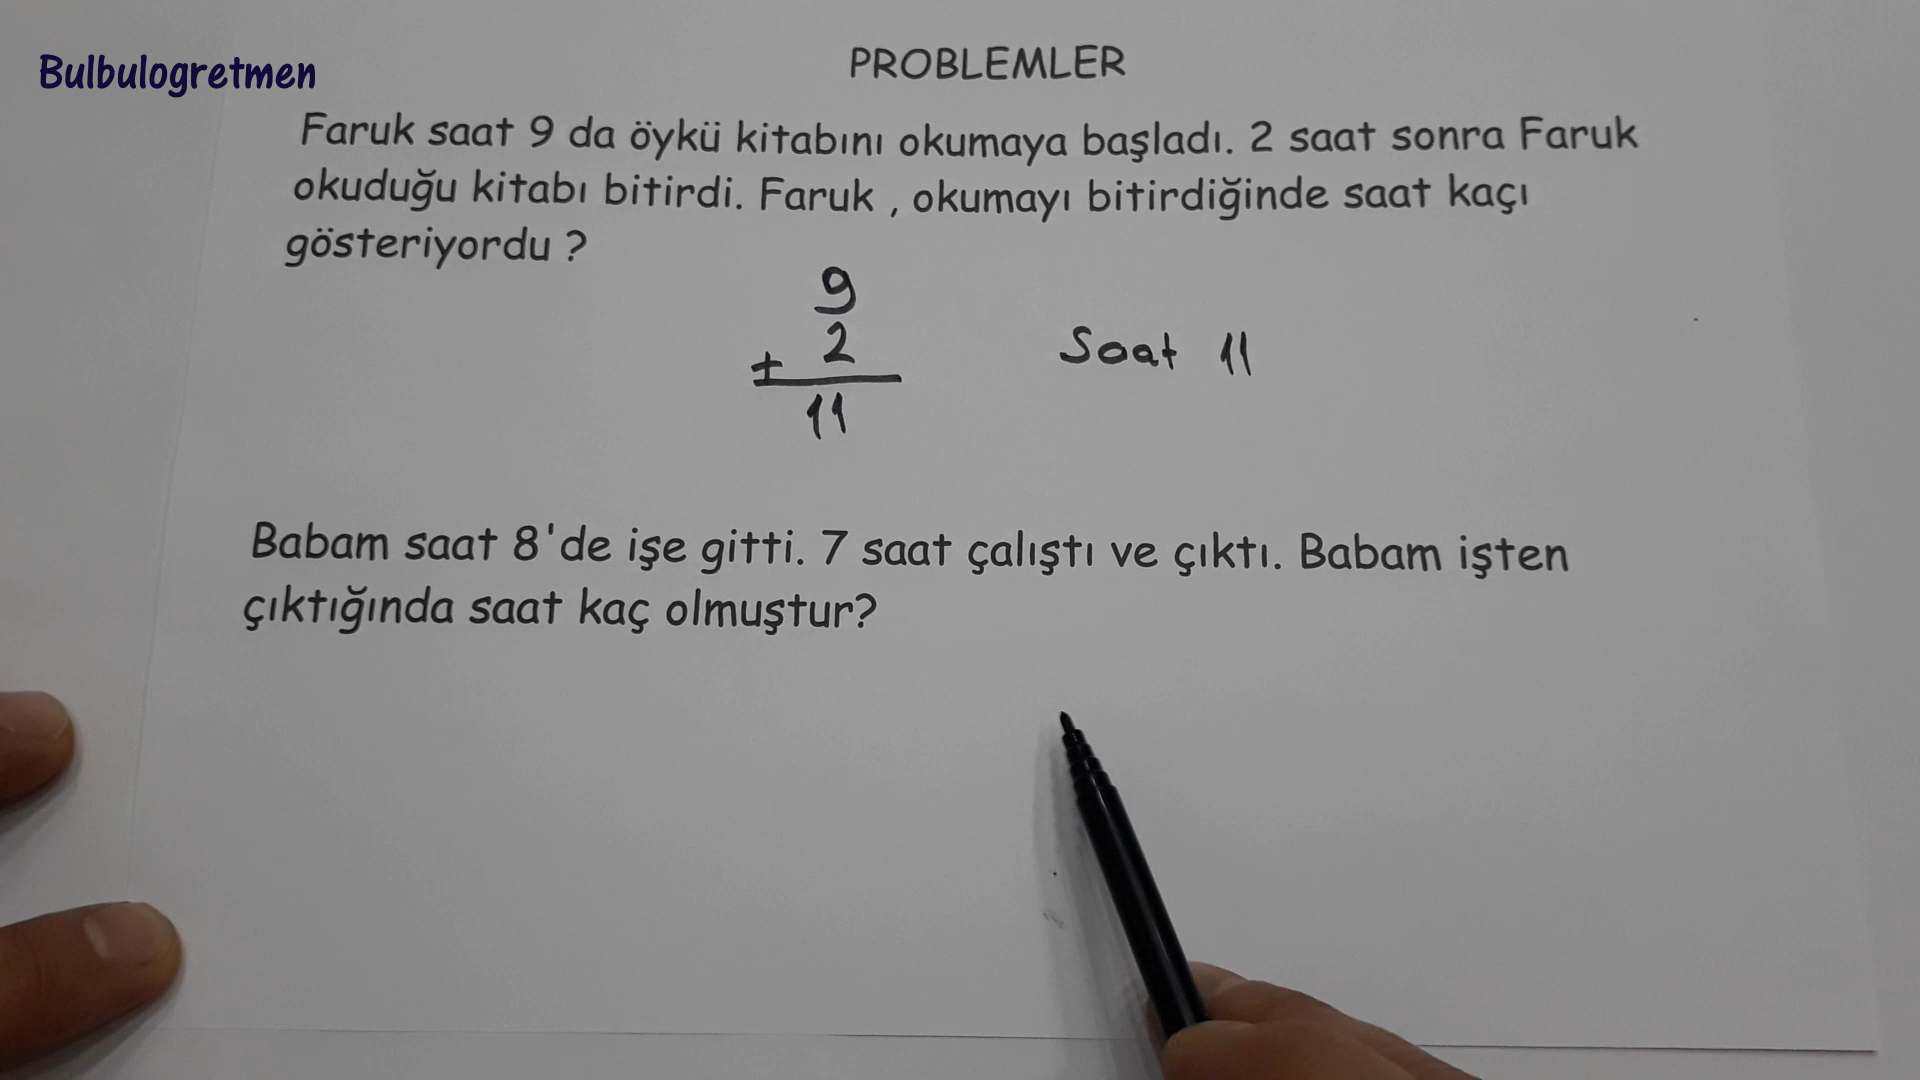 Bulbulogretmen
PROBLEMLER
Faruk saat 9 da öykü kitabını okumaya başladı. 2 saat sonra Faruk
okuduğu kitabı bitirdi. Faruk , okumayı bitirdiğinde saat kaçı
gösteriyordu ?
9
+ 2
11
Saat 11
Babam saat 8'de işe gitti. 7 saat çalıştı ve çıktı. Babam işten
çıktığında saat kaç olmuştur?